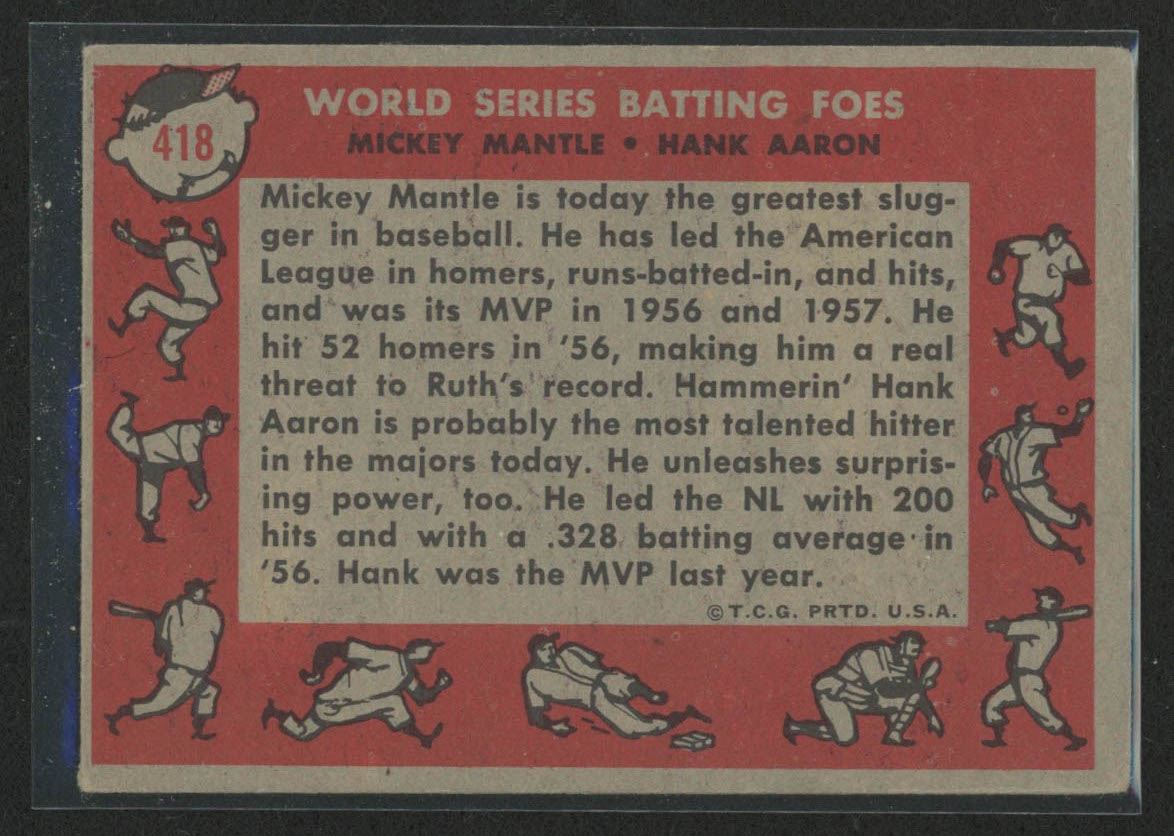 418
WORLD SERIES BATTING FOES
MICKEY MANTLE • HANK AARON
Mickey Mantle is today the greatest slug-
ger in baseball. He has led the American
League in homers, runs-batted-in, and hits,
and was its MVP in 1956 and 1957. He
hit 52 homers in '56, making him a real
threat to Ruth's record. Hammerin' Hank
Aaron is probably the most talented hitter
in the majors today. He unleashes surpris-
ing power, too. He led the NL with 200
hits and with a .328 batting average in
'56. Hank was the MVP last year.
© T.C.G. PRTD. U.S.A.